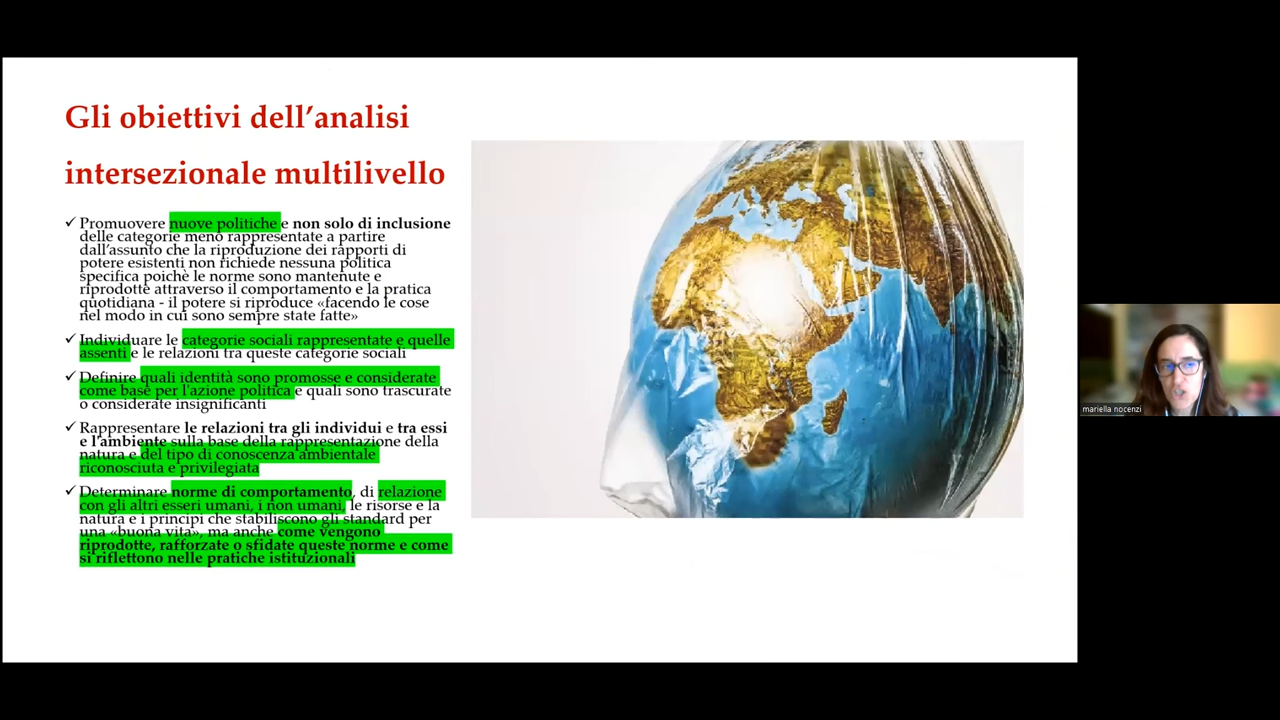 Gli obiettivi dell’analisi
intersezionale multilivello
✓ Promuovere nuove politiche e non solo di inclusione
delle categorie meno rappresentate a partire
dall’assunto che la riproduzione dei rapporti di
potere esistenti non richiede nessuna politica
specifica poichè le norme sono mantenute e
riprodotte attraverso il comportamento e la pratica
quotidiana - il potere si riproduce «facendo le cose
nel modo in cui sono sempre state fatte»
✓ Individuare le categorie sociali rappresentate e quelle
assenti e le relazioni tra queste categorie sociali
✓ Definire quali identità sono promosse e considerate
come base per l'azione politica e quali sono trascurate
o considerate insignificanti
✓ Rappresentare le relazioni tra gli individui e tra essi
e l’ambiente sulla base della rappresentazione della
natura e del tipo di conoscenza ambientale
riconosciuta e privilegiata
✓ Determinare norme di comportamento, di relazione
con gli altri esseri umani, i non umani, le risorse e la
natura e i principi che stabiliscono gli standard per
una «buona vita», ma anche come vengono
riprodotte, rafforzate o sfidate queste norme e come
si riflettono nelle pratiche istituzionali
mariella nocenzi